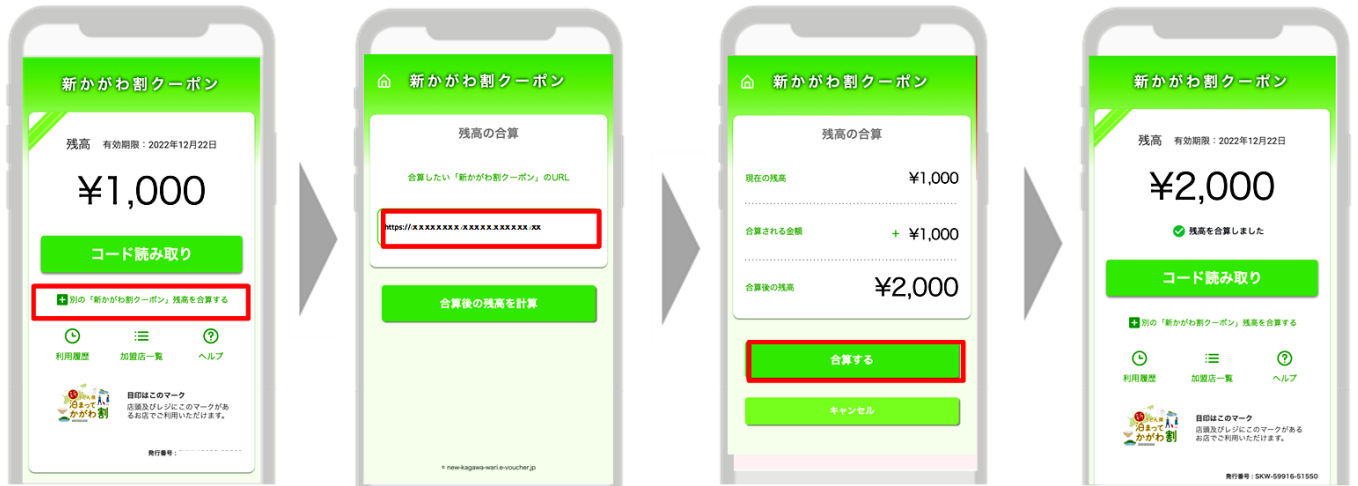 新かがわ割クーポン
残高 有効期限：2022年12月22日
¥1,000
コード読み取り
別の「新かがわ割クーポン」残高を合算する
利用履歴 加盟店一覧 ヘルプ
泊まって
かがわ割
目印はこのマーク
店頭及びレジにこのマークがあ
るお店でご利用いただけます。
発行番号：
新かがわ割クーポン
残高の合算
合算したい「新かがわ割クーポン」のURL
https://xxxxxxxx/xxxxx.xxxxxx/xx
合算後の残高を計算
new-kagawa-wari.e-voucher.jp
新かがわ割クーポン
残高の合算
現在の残高 ¥1,000
合算される金額 + ¥1,000
合算後の残高 ¥2,000
合算する
キャンセル
新かがわ割クーポン
残高 有効期限：2022年12月22日
¥2,000
残高を合算しました
コード読み取り
別の「新かがわ割クーポン」残高を合算する
利用履歴 加盟店一覧 ヘルプ
泊まって
かがわ割
目印はこのマーク
店頭及びレジにこのマークがある
お店でご利用いただけます。
発行番号：SKW-59916-51550